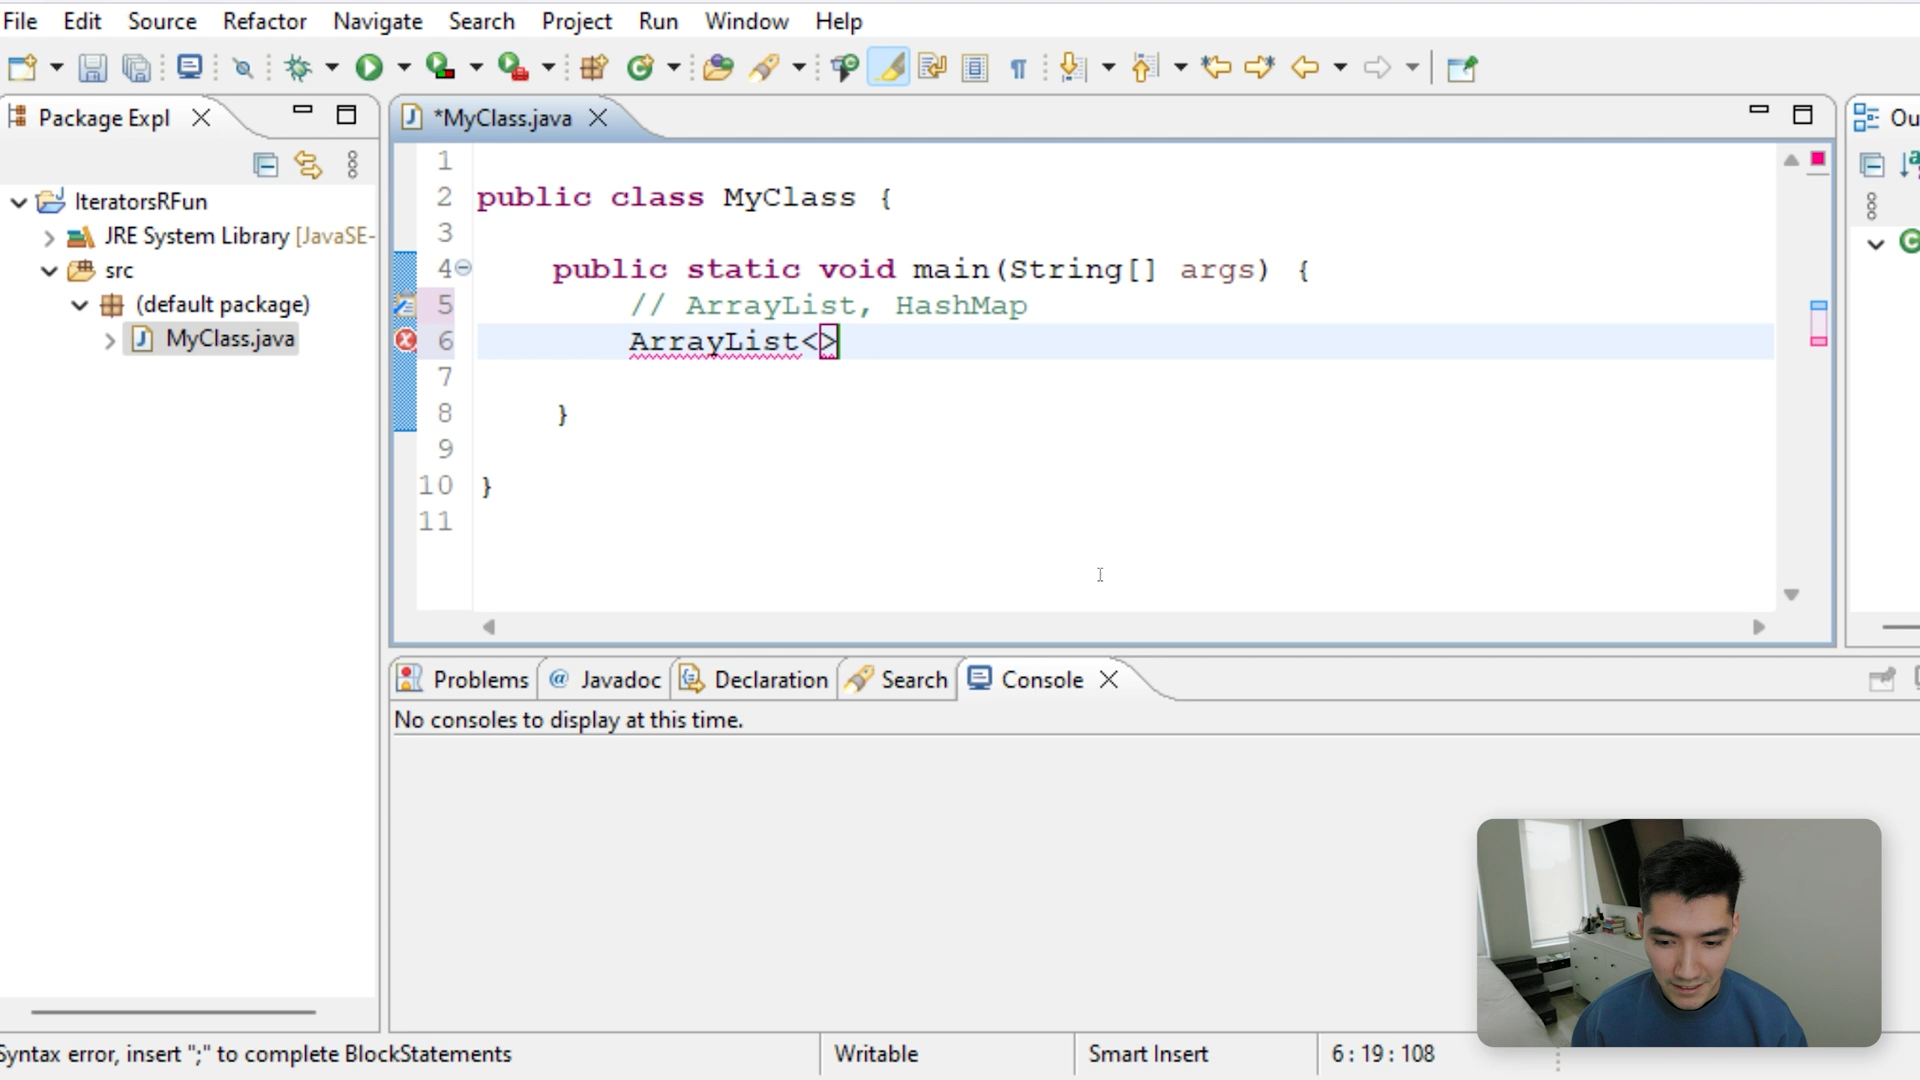 File Edit Source Refactor Navigate Search Project Run Window Help
Package Expl
*MyClass.java
Ou
IteratorsRFun
JRE System Library [JavaSE-
src
(default package)
MyClass.java
1
2 public class MyClass {
3
4 public static void main(String[] args) {
5 // ArrayList, HashMap
6 ArrayList<>
7
8 }
9
10 }
11
Problems @ Javadoc Declaration Search Console
No consoles to display at this time.
Syntax error, insert ";" to complete BlockStatements
Writable
Smart Insert
6 : 19 : 108